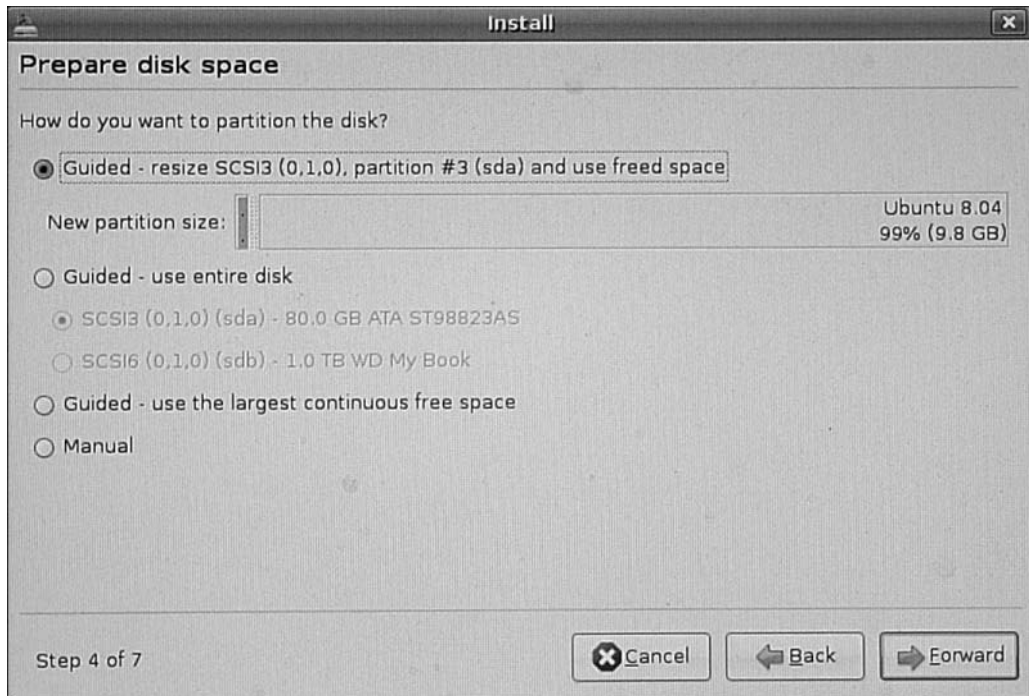 Install
Prepare disk space
How do you want to partition the disk?
Guided - resize SCSI3 (0,1,0), partition #3 (sda) and use freed space
New partition size:
Ubuntu 8.04
99% (9.8 GB)
Guided - use entire disk
SCSI3 (0,1,0) (sda) - 80.0 GB ATA ST98823AS
SCSI6 (0,1,0) (sdb) - 1.0 TB WD My Book
Guided - use the largest continuous free space
Manual
Step 4 of 7
Cancel
Back
Forward